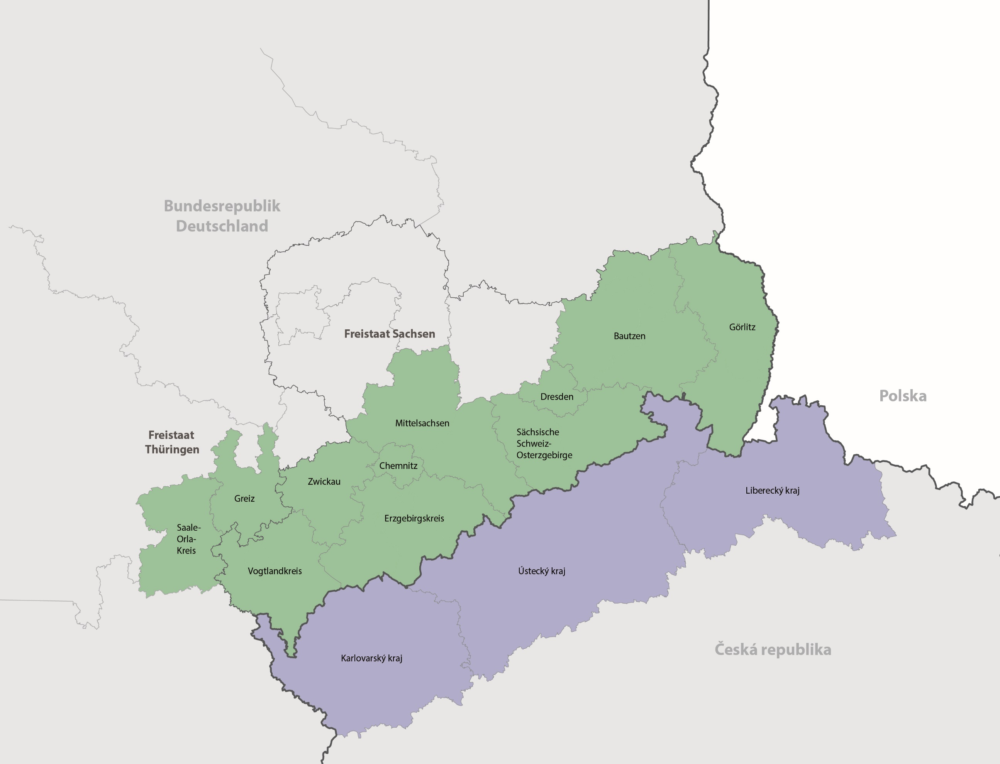 Bundesrepublik
Deutschland
Görlitz
Freistaat Sachsen
Bautzen
Polska
Dresden
Mittelsachsen
Sächsische
Schweiz-
Osterzgebirge
Freistaat
Thüringen
Chemnitz
Zwickau
Liberecký kraj
Greiz
Erzgebirgskreis
Saale-
Orla-
Kreis
Vogtlandkreis
Ústecký kraj
Česká republika
Karlovarský kraj